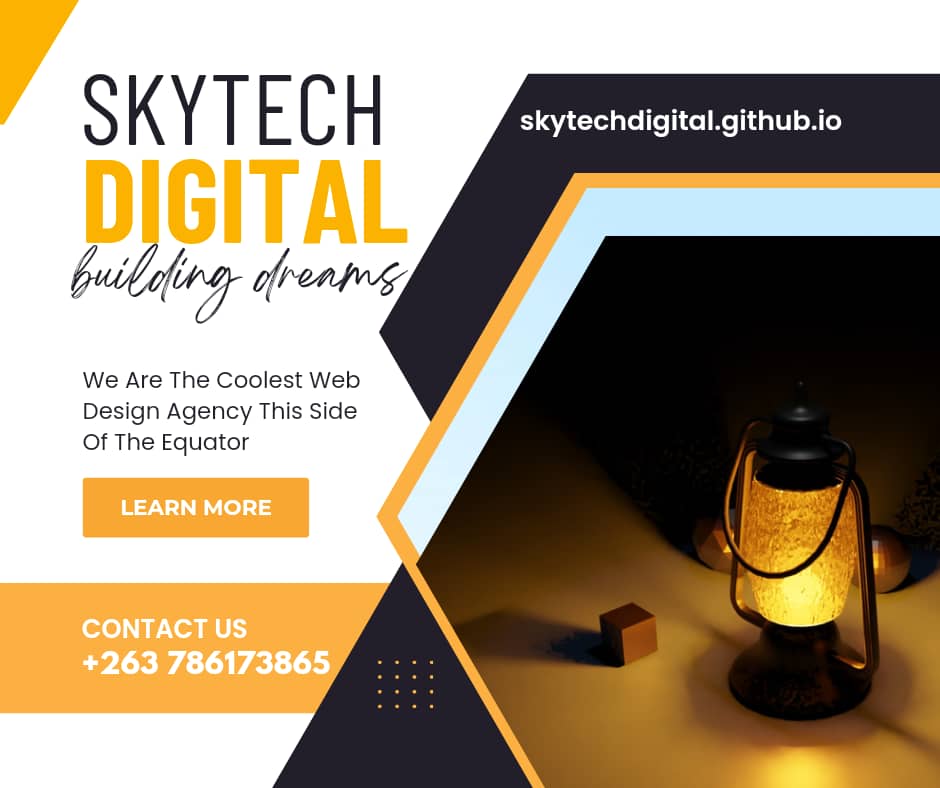 SKYTECH
DIGITAL
building dreams
skytechdigital.github.io
We Are The Coolest Web
Design Agency This Side
Of The Equator
LEARN MORE
CONTACT US
+263 786173865